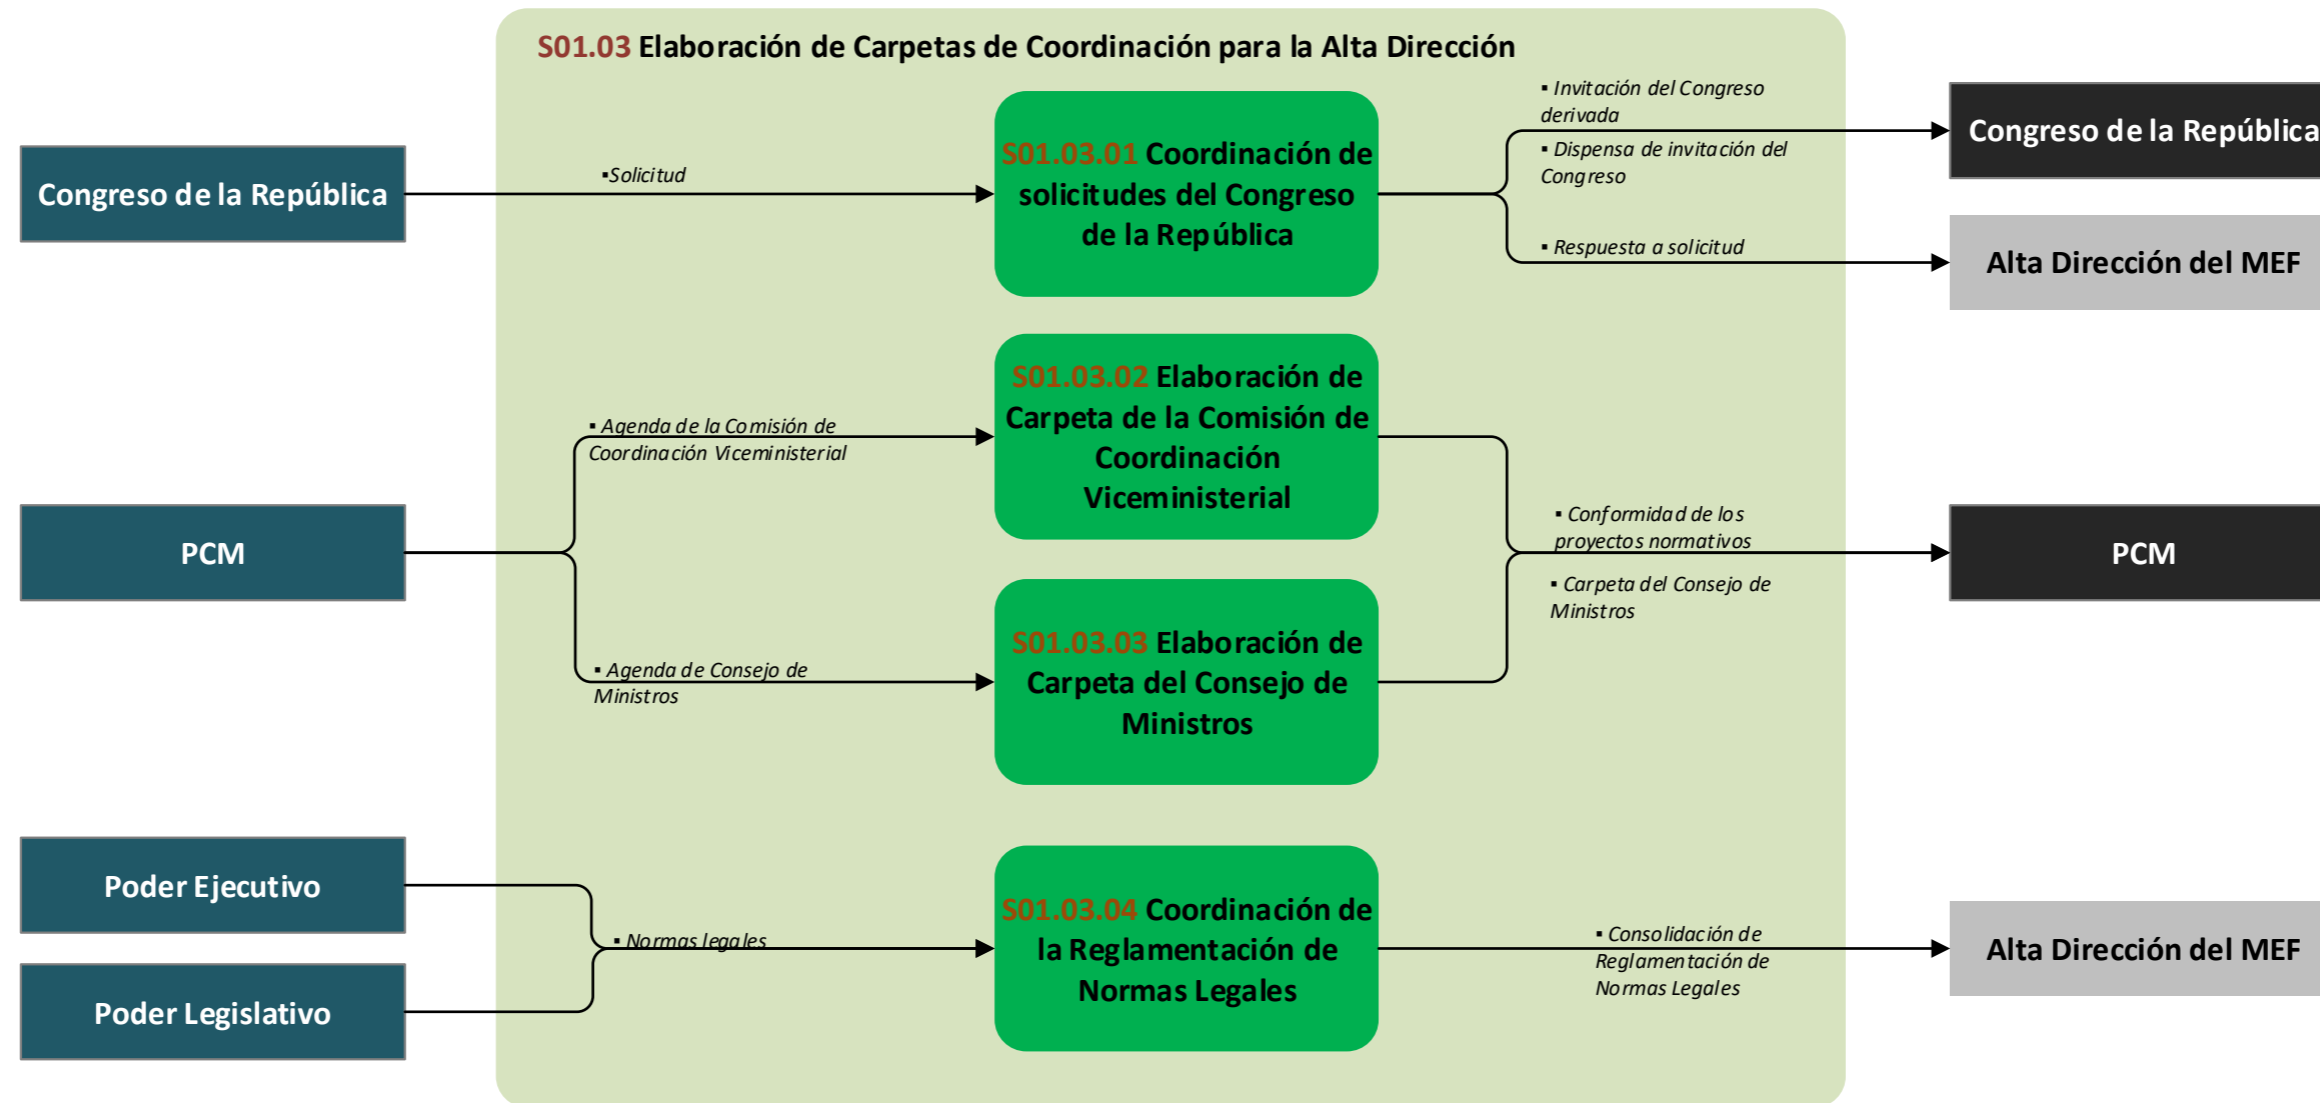 S01.03 Elaboración de Carpetas de Coordinación para la Alta Dirección
Congreso de la República
▪Solicitud
S01.03.01 Coordinación de
solicitudes del Congreso
de la República
▪ Invitación del Congreso
derivada
▪ Dispensa de invitación del
Congreso
▪ Respuesta a solicitud
Congreso de la República
Alta Dirección del MEF
PCM
▪ Agenda de la Comisión de
Coordinación Viceministerial
▪ Agenda de Consejo de
Ministros
S01.03.02 Elaboración de
Carpeta de la Comisión de
Coordinación
Viceministerial
S01.03.03 Elaboración de
Carpeta del Consejo de
Ministros
▪ Conformidad de los
proyectos normativos
▪ Carpeta del Consejo de
Ministros
PCM
Poder Ejecutivo
Poder Legislativo
▪ Normas legales
S01.03.04 Coordinación de
la Reglamentación de
Normas Legales
▪ Consolidación de
Reglamentación de
Normas Legales
Alta Dirección del MEF